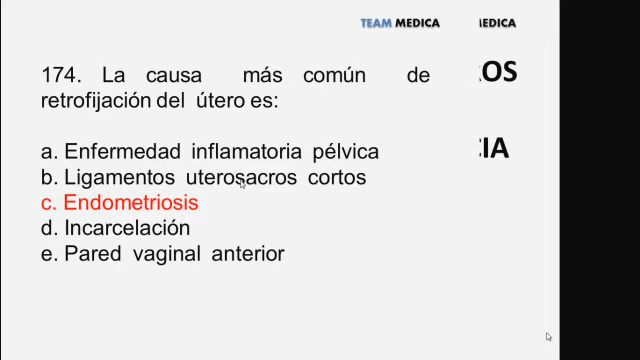 TEAM MEDICA
MEDICA
174. La causa más común de
retrofijación del útero es:
OS
IA
a. Enfermedad inflamatoria pélvica
b. Ligamentos uterosacros cortos
c. Endometriosis
d. Incarcelación
e. Pared vaginal anterior